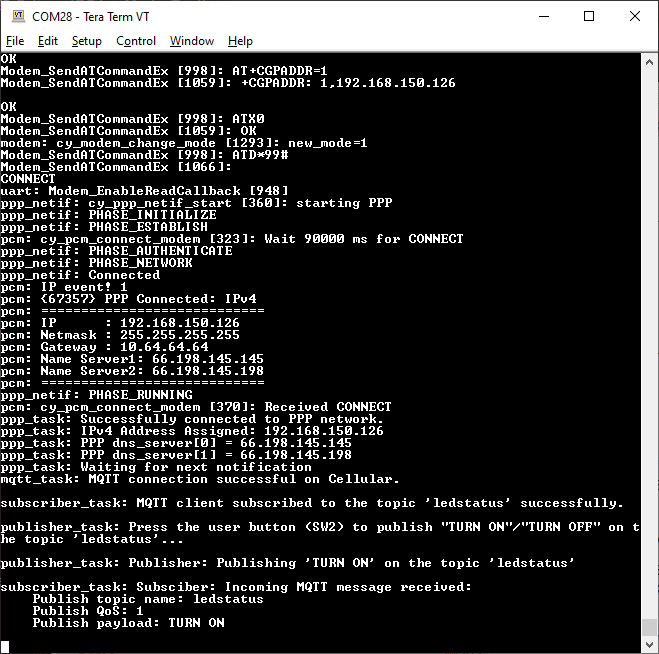 COM28 - Tera Term VT
File Edit Setup Control Window Help
OK
Modem_SendATCommandEx [998]: AT+CGPADDR=1
Modem_SendATCommandEx [1059]: +CGPADDR: 1,192.168.150.126
OK
Modem_SendATCommandEx [998]: ATX0
Modem_SendATCommandEx [1059]: OK
modem: cy_modem_change_mode [1293]: new_mode=1
Modem_SendATCommandEx [998]: ATD*99#
Modem_SendATCommandEx [1066]:
CONNECT
uart: Modem_EnableReadCallback [948]
ppp_netif: cy_ppp_netif_start [360]: starting PPP
ppp_netif: PHASE_INITIALIZE
ppp_netif: PHASE_ESTABLISH
pcm: cy_pcm_connect_modem [323]: Wait 90000 ms for CONNECT
ppp_netif: PHASE_AUTHENTICATE
ppp_netif: PHASE_NETWORK
ppp_netif: Connected
pcm: IP event! 1
pcm: {67357} PPP Connected: IPv4
pcm: ============================
pcm: IP      : 192.168.150.126
pcm: Netmask : 255.255.255.255
pcm: Gateway : 10.64.64.64
pcm: Name Server1: 66.198.145.145
pcm: Name Server2: 66.198.145.198
pcm: ============================
ppp_netif: PHASE_RUNNING
pcm: cy_pcm_connect_modem [370]: Received CONNECT
ppp_task: Successfully connected to PPP network.
ppp_task: IPv4 Address Assigned: 192.168.150.126
ppp_task: PPP dns_server[0] = 66.198.145.145
ppp_task: PPP dns_server[1] = 66.198.145.198
ppp_task: Waiting for next notification
mqtt_task: MQTT connection successful on Cellular.
subscriber_task: MQTT client subscribed to the topic 'ledstatus' successfully.
publisher_task: Press the user button (SW2) to publish "TURN ON"/"TURN OFF" on t
he topic 'ledstatus'...
publisher_task: Publisher: Publishing 'TURN ON' on the topic 'ledstatus'
subscriber_task: Subsciber: Incoming MQTT message received:
    Publish topic name: ledstatus
    Publish QoS: 1
    Publish payload: TURN ON